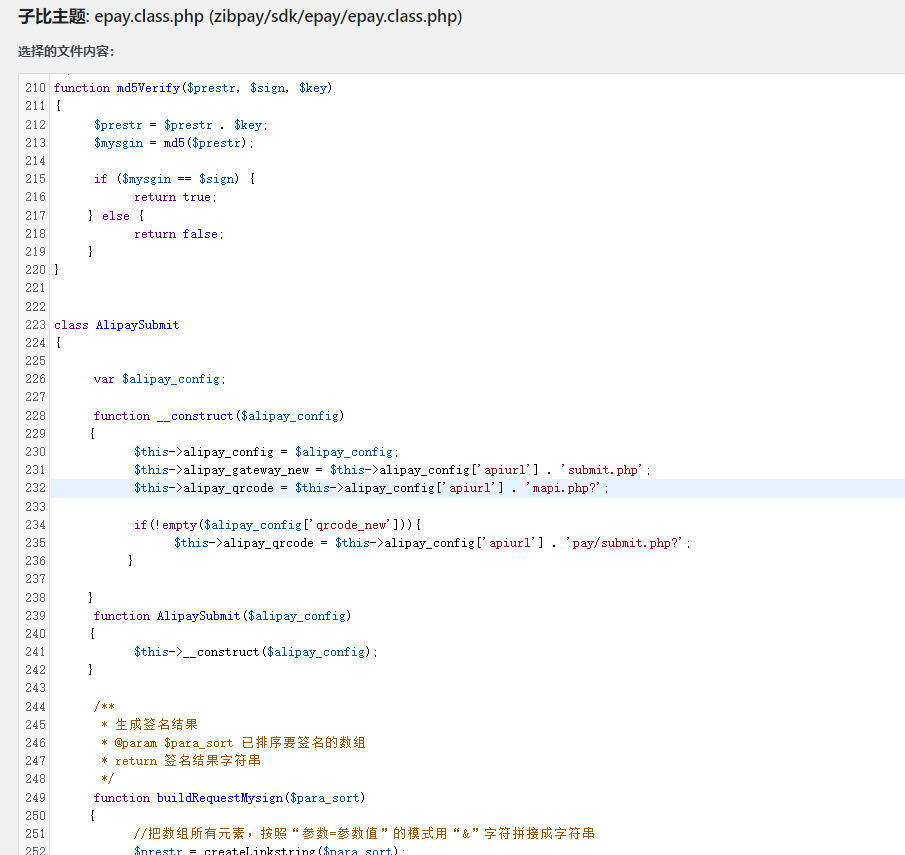 子比主题: epay.class.php (zibpay/sdk/epay/epay.class.php)
选择的文件内容：
210 function md5Verify($prestr, $sign, $key)
211 {
212 $prestr = $prestr . $key;
213 $mysgin = md5($prestr);
214
215 if ($mysgin == $sign) {
216 return true;
217 } else {
218 return false;
219 }
220 }
221
222
223 class AlipaySubmit
224 {
225
226 var $alipay_config;
227
228 function __construct($alipay_config)
229 {
230 $this->alipay_config = $alipay_config;
231 $this->alipay_gateway_new = $this->alipay_config['apiurl'] . 'submit.php';
232 $this->alipay_qrcode = $this->alipay_config['apiurl'] . 'mapi.php?';
233
234 if(!empty($alipay_config['qrcode_new'])){
235 $this->alipay_qrcode = $this->alipay_config['apiurl'] . 'pay/submit.php?';
236 }
237
238 }
239 function AlipaySubmit($alipay_config)
240 {
241 $this->__construct($alipay_config);
242 }
243
244 /**
245 * 生成签名结果
246 * @param $para_sort 已排序要签名的数组
247 * return 签名结果字符串
248 */
249 function buildRequestMysign($para_sort)
250 {
251 //把数组所有元素，按照“参数=参数值”的模式用“&”字符拼接成字符串
252 $prestr = createLinkstring($para_sort);